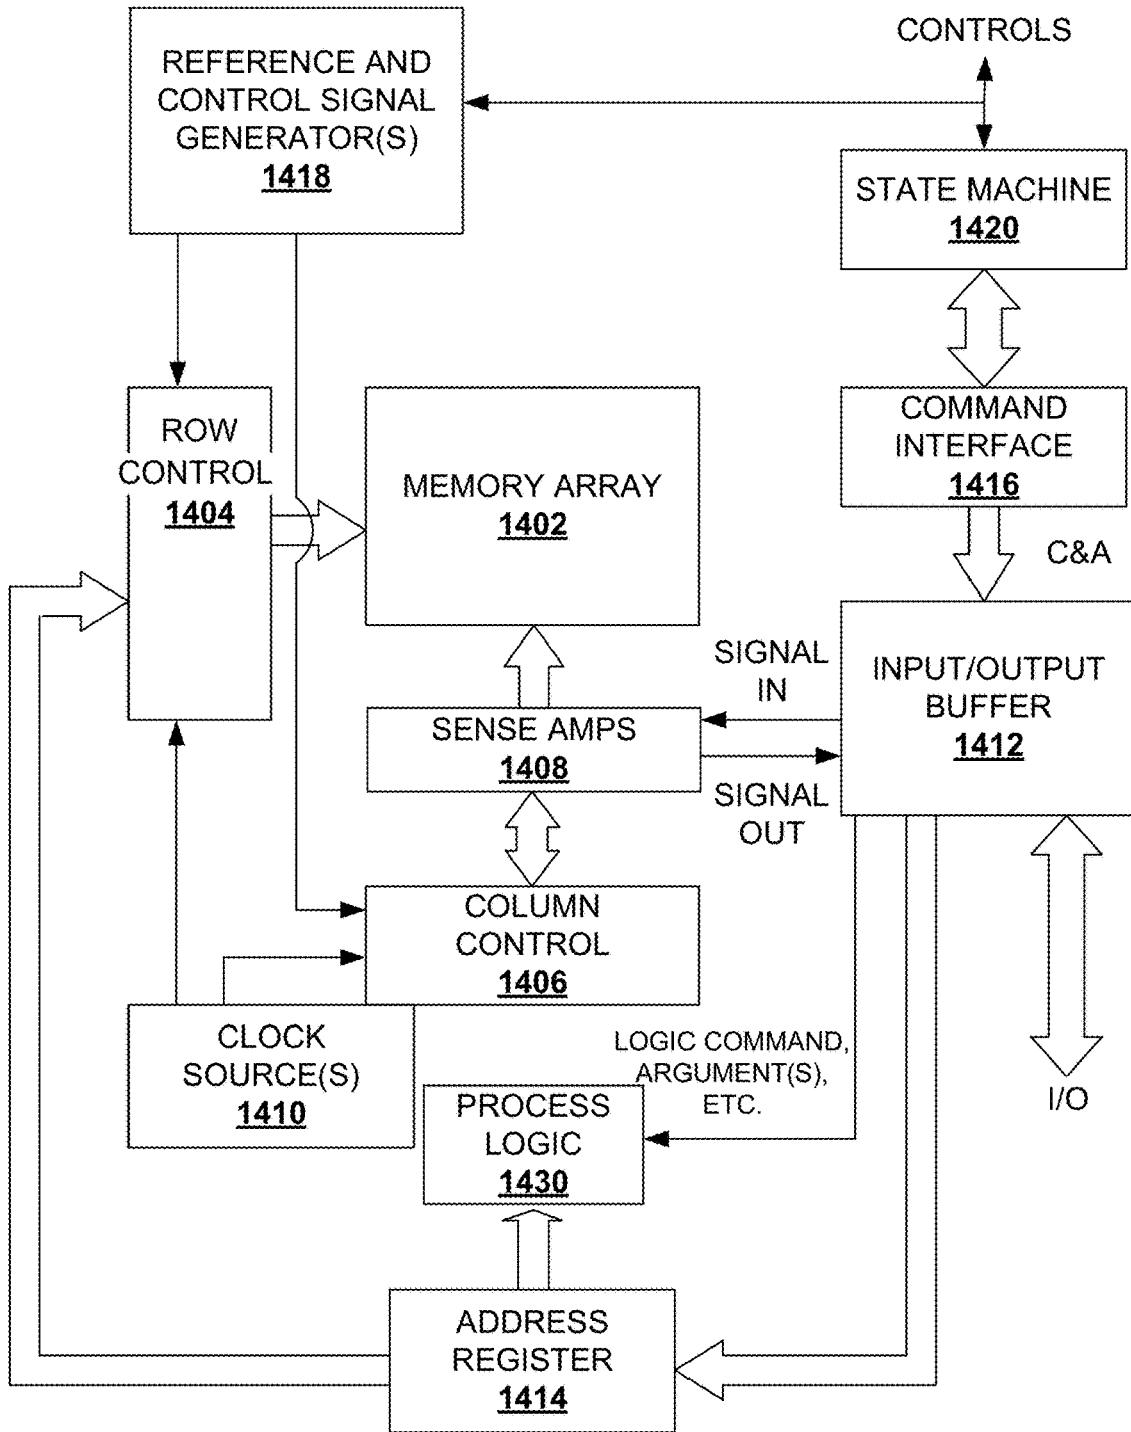 CONTROLS
REFERENCE AND
CONTROL SIGNAL
GENERATOR(S)
1418
STATE MACHINE
1420
COMMAND
INTERFACE
1416
ROW
CONTROL
1404
MEMORY ARRAY
1402
C&A
SIGNAL
IN
INPUT/OUTPUT
BUFFER
1412
SENSE AMPS
1408
SIGNAL
OUT
COLUMN
CONTROL
1406
CLOCK
SOURCE(S)
1410
LOGIC COMMAND,
ARGUMENT(S),
ETC.
I/O
PROCESS
LOGIC
1430
ADDRESS
REGISTER
1414